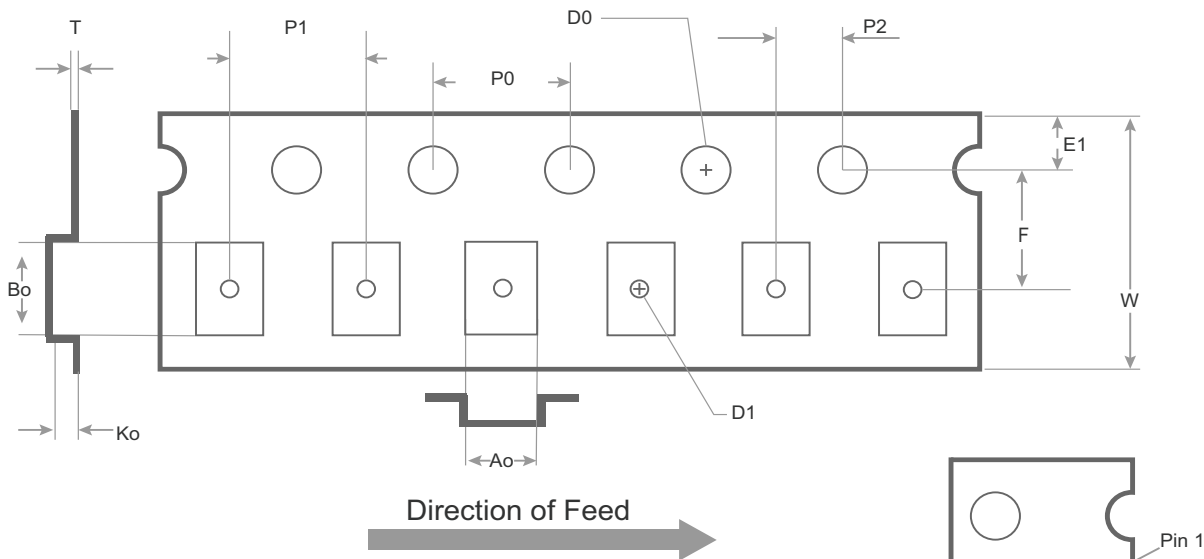 T
P1
D0
P2
P0
E1
F
Bo
W
D1
Ko
Ao
Direction of Feed
Pin 1